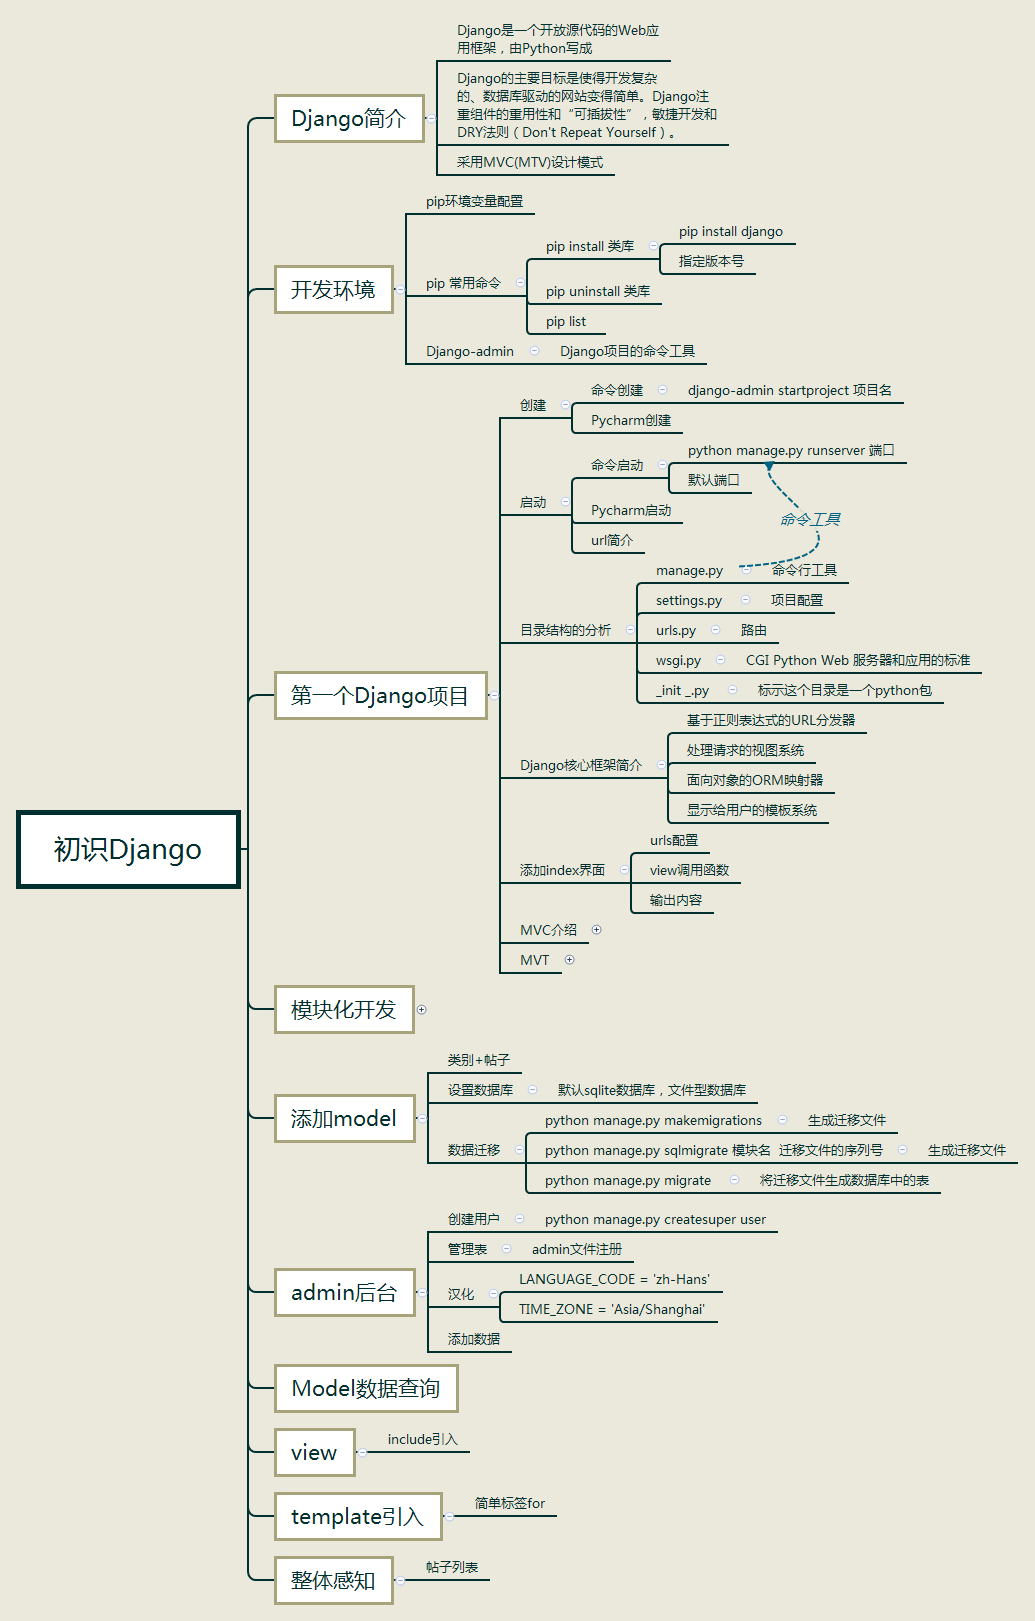 初识Django
Django简介
Django是一个开放源代码的Web应
用框架，由Python写成
Django的主要目标是使得开发复杂
的、数据库驱动的网站变得简单。Django注
重组件的重用性和“可插拔性”，敏捷开发和
DRY法则（Don't Repeat Yourself）。
采用MVC(MTV)设计模式
开发环境
pip环境变量配置
pip 常用命令
pip install 类库
pip install django
指定版本号
pip uninstall 类库
pip list
Django-admin
Django项目的命令工具
第一个Django项目
创建
命令创建
django-admin startproject 项目名
Pycharm创建
启动
命令启动
python manage.py runserver 端口
默认端口
Pycharm启动
url简介
命令工具
目录结构的分析
manage.py
命令行工具
settings.py
项目配置
urls.py
路由
wsgi.py
CGI Python Web 服务器和应用的标准
_init _.py
标示这个目录是一个python包
Django核心框架简介
基于正则表达式的URL分发器
处理请求的视图系统
面向对象的ORM映射器
显示给用户的模板系统
添加index界面
urls配置
view调用函数
输出内容
MVC介绍
MVT
模块化开发
添加model
类别+帖子
设置数据库
默认sqlite数据库，文件型数据库
数据迁移
python manage.py makemigrations
生成迁移文件
python manage.py sqlmigrate 模块名 迁移文件的序列号
生成迁移文件
python manage.py migrate
将迁移文件生成数据库中的表
admin后台
创建用户
python manage.py createsuper user
管理表
admin文件注册
汉化
LANGUAGE_CODE = 'zh-Hans'
TIME_ZONE = 'Asia/Shanghai'
添加数据
Model数据查询
view
include引入
template引入
简单标签for
整体感知
帖子列表